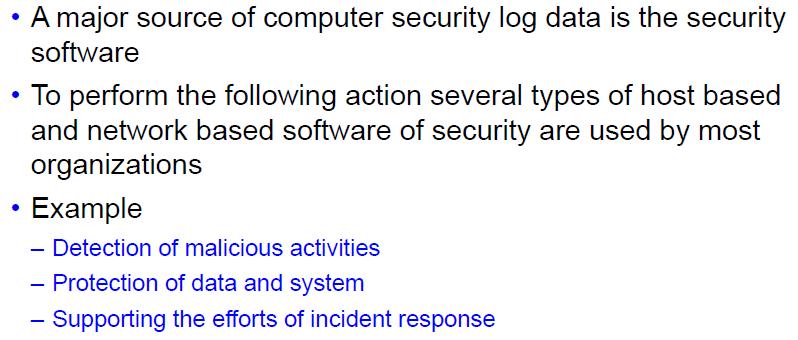 • A major source of computer security log data is the security
software
• To perform the following action several types of host based
and network based software of security are used by most
organizations
• Example
– Detection of malicious activities
– Protection of data and system
– Supporting the efforts of incident response